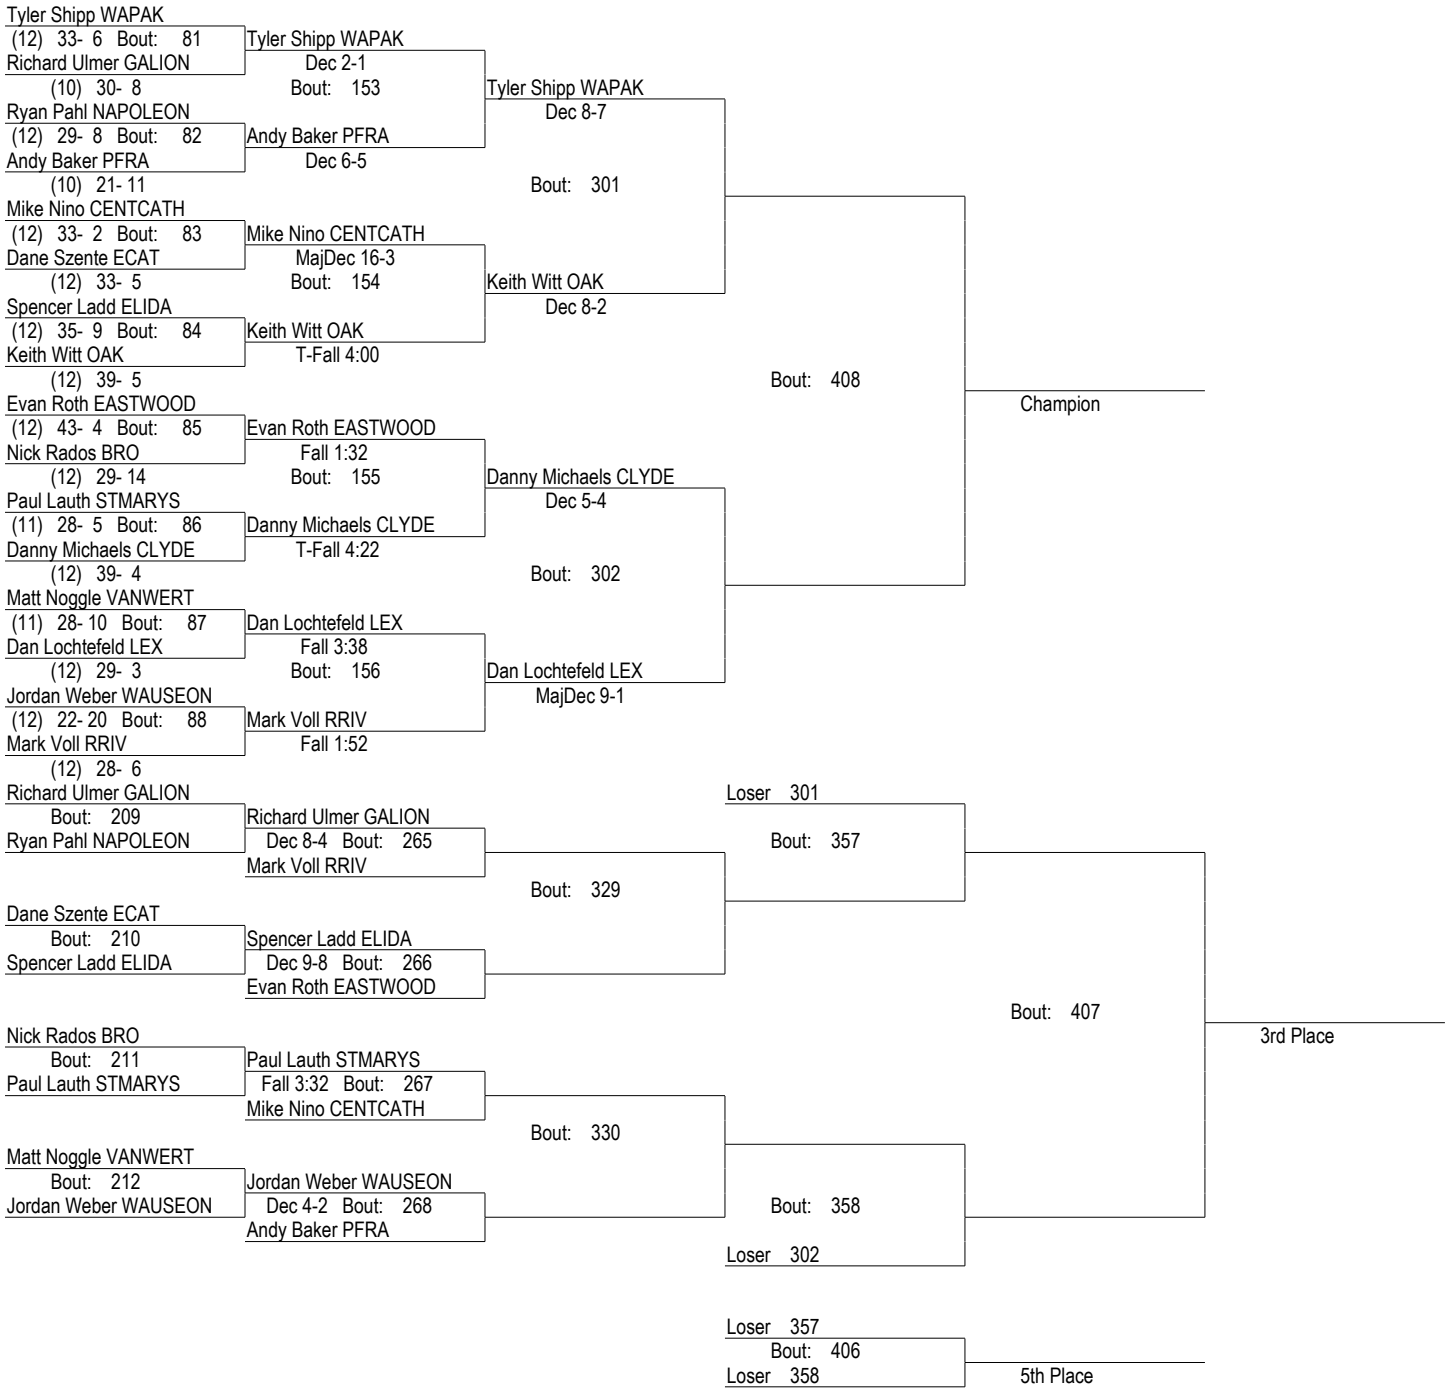 Tyler Shipp WAPAK
(12) 33- 6 Bout: 81 Tyler Shipp WAPAK
Richard Ulmer GALION Dec 2-1
(10) 30- 8 Bout: 153 Tyler Shipp WAPAK
Ryan Pahl NAPOLEON Dec 8-7
(12) 29- 8 Bout: 82 Andy Baker PFRA
Andy Baker PFRA Dec 6-5
(10) 21- 11 Bout: 301
Mike Nino CENTCATH
(12) 33- 2 Bout: 83 Mike Nino CENTCATH
Dane Szente ECAT MajDec 16-3
(12) 33- 5 Bout: 154 Keith Witt OAK
Spencer Ladd ELIDA Dec 8-2
(12) 35- 9 Bout: 84 Keith Witt OAK
Keith Witt OAK T-Fall 4:00
(12) 39- 5 Bout: 408
Evan Roth EASTWOOD Champion
(12) 43- 4 Bout: 85 Evan Roth EASTWOOD
Nick Rados BRO Fall 1:32
(12) 29- 14 Bout: 155 Danny Michaels CLYDE
Paul Lauth STMARYS Dec 5-4
(11) 28- 5 Bout: 86 Danny Michaels CLYDE
Danny Michaels CLYDE T-Fall 4:22
(12) 39- 4 Bout: 302
Matt Noggle VANWERT
(11) 28- 10 Bout: 87 Dan Lochtefeld LEX
Dan Lochtefeld LEX Fall 3:38
(12) 29- 3 Bout: 156 Dan Lochtefeld LEX
Jordan Weber WAUSEON MajDec 9-1
(12) 22- 20 Bout: 88 Mark Voll RRIV
Mark Voll RRIV Fall 1:52
(12) 28- 6
Richard Ulmer GALION Loser 301
Bout: 209 Richard Ulmer GALION
Ryan Pahl NAPOLEON Dec 8-4 Bout: 265 Bout: 357
Mark Voll RRIV
Bout: 329
Dane Szente ECAT
Bout: 210 Spencer Ladd ELIDA
Spencer Ladd ELIDA Dec 9-8 Bout: 266
Evan Roth EASTWOOD
Bout: 407
Nick Rados BRO 3rd Place
Bout: 211 Paul Lauth STMARYS
Paul Lauth STMARYS Fall 3:32 Bout: 267
Mike Nino CENTCATH
Bout: 330
Matt Noggle VANWERT
Bout: 212 Jordan Weber WAUSEON
Jordan Weber WAUSEON Dec 4-2 Bout: 268 Bout: 358
Andy Baker PFRA
Loser 302
Loser 357
Bout: 406
Loser 358 5th Place